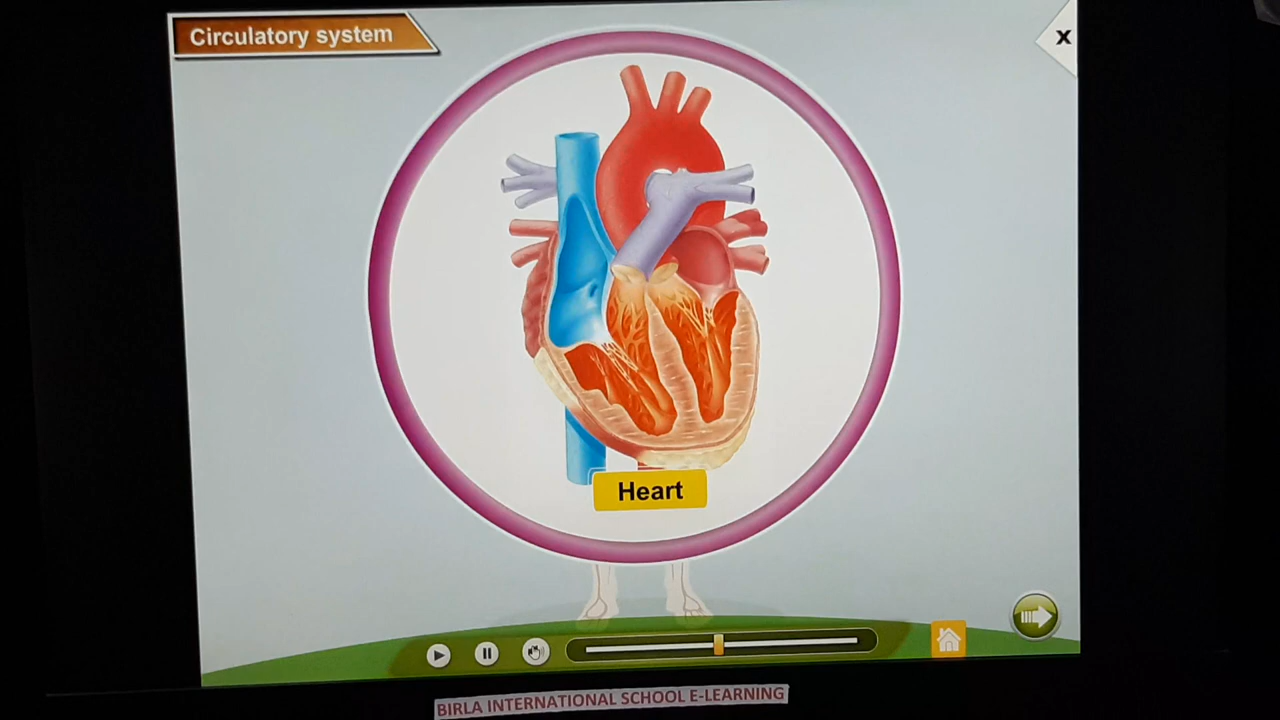 Circulatory system
X
Heart
BIRLA INTERNATIONAL SCHOOL E-LEARNING